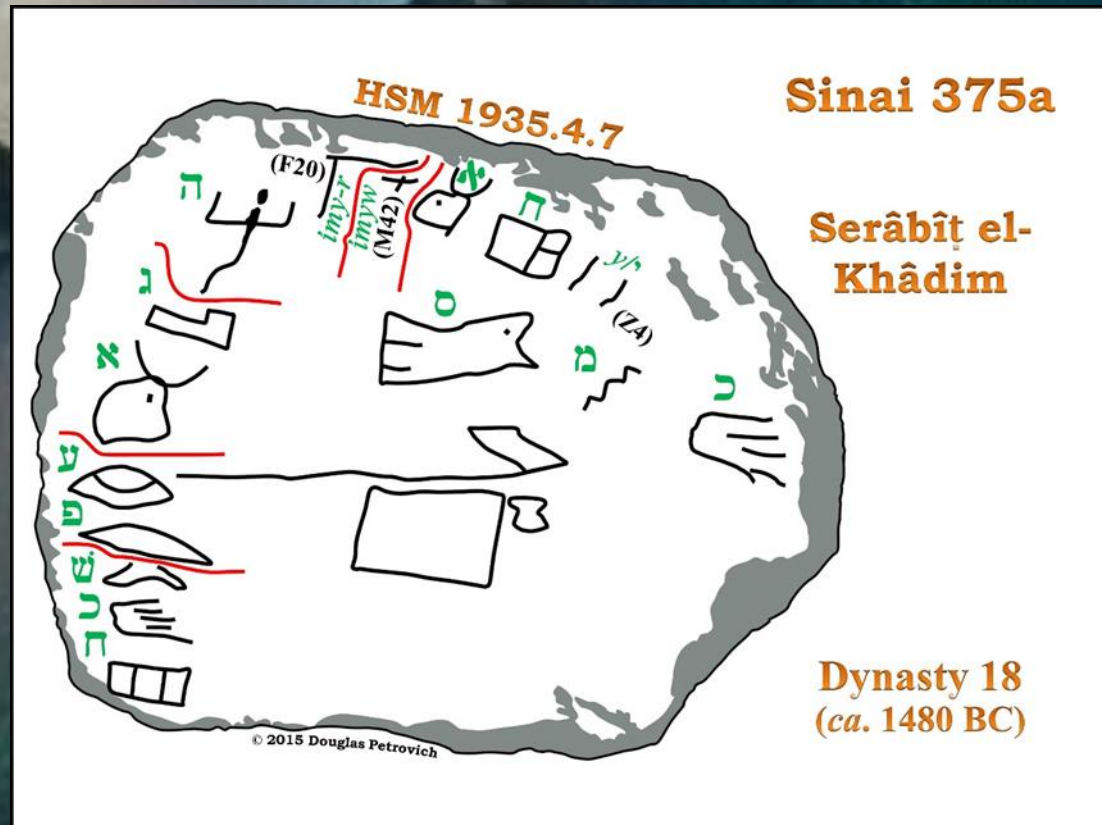 Sinai 375a
HSM 1935.4.7
Serâbîṭ el-
Khâdim
(F20)
imy-r
imyw
(M42)
א
ח
(Z4)
ה
ג
א
ס
מ
כ
ע
פ
שׁ
כ
ח
Dynasty 18
(ca. 1480 BC)
© 2015 Douglas Petrovich